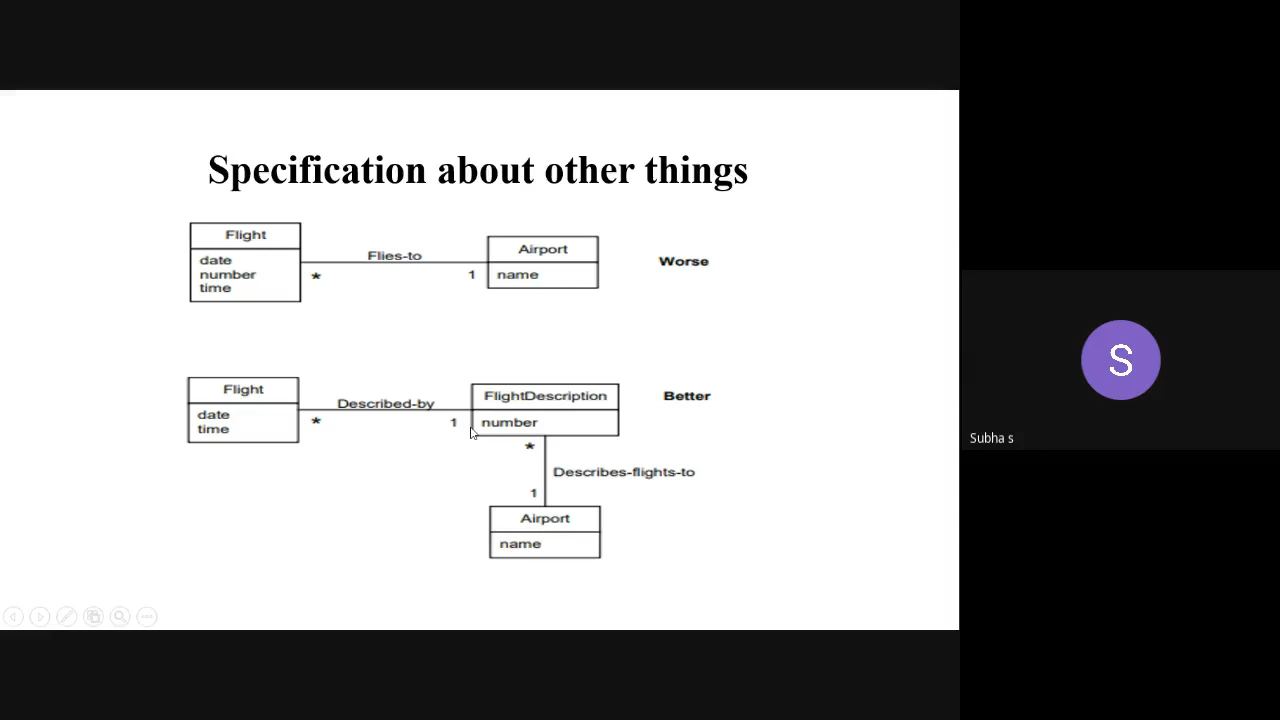 Specification about other things
Flight
date
number
time
Flies-to
*
1
Airport
name
Worse
Flight
date
time
Described-by
*
1
FlightDescription
number
Better
*
Describes-flights-to
1
Airport
name
S
Subha s